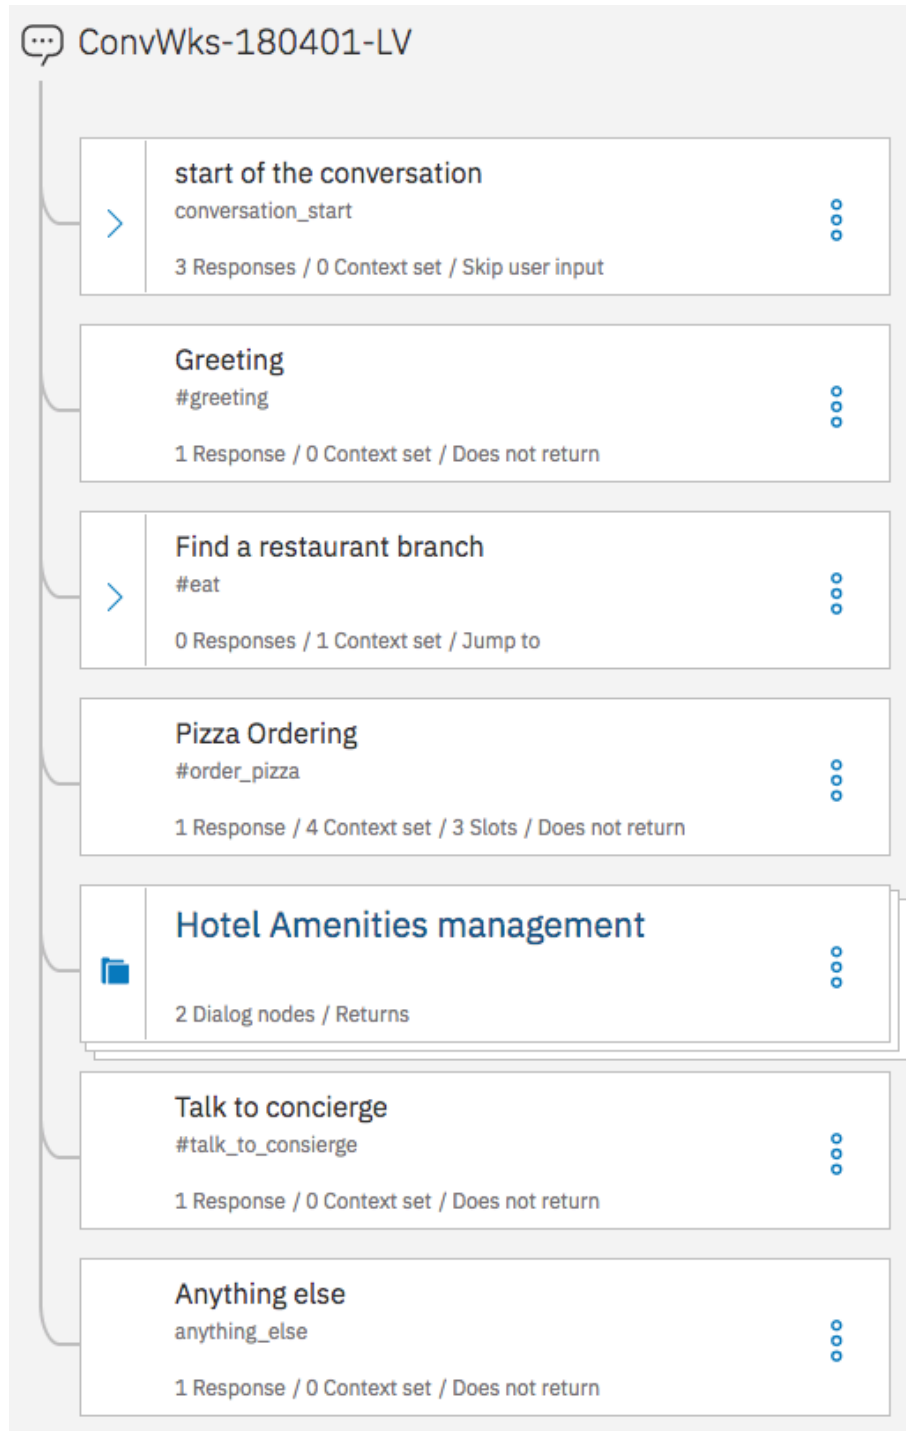 ConvWks-180401-LV
start of the conversation
conversation_start
3 Responses / 0 Context set / Skip user input
Greeting
#greeting
1 Response / 0 Context set / Does not return
Find a restaurant branch
#eat
0 Responses / 1 Context set / Jump to
Pizza Ordering
#order_pizza
1 Response / 4 Context set / 3 Slots / Does not return
Hotel Amenities management
2 Dialog nodes / Returns
Talk to concierge
#talk_to_consierge
1 Response / 0 Context set / Does not return
Anything else
anything_else
1 Response / 0 Context set / Does not return